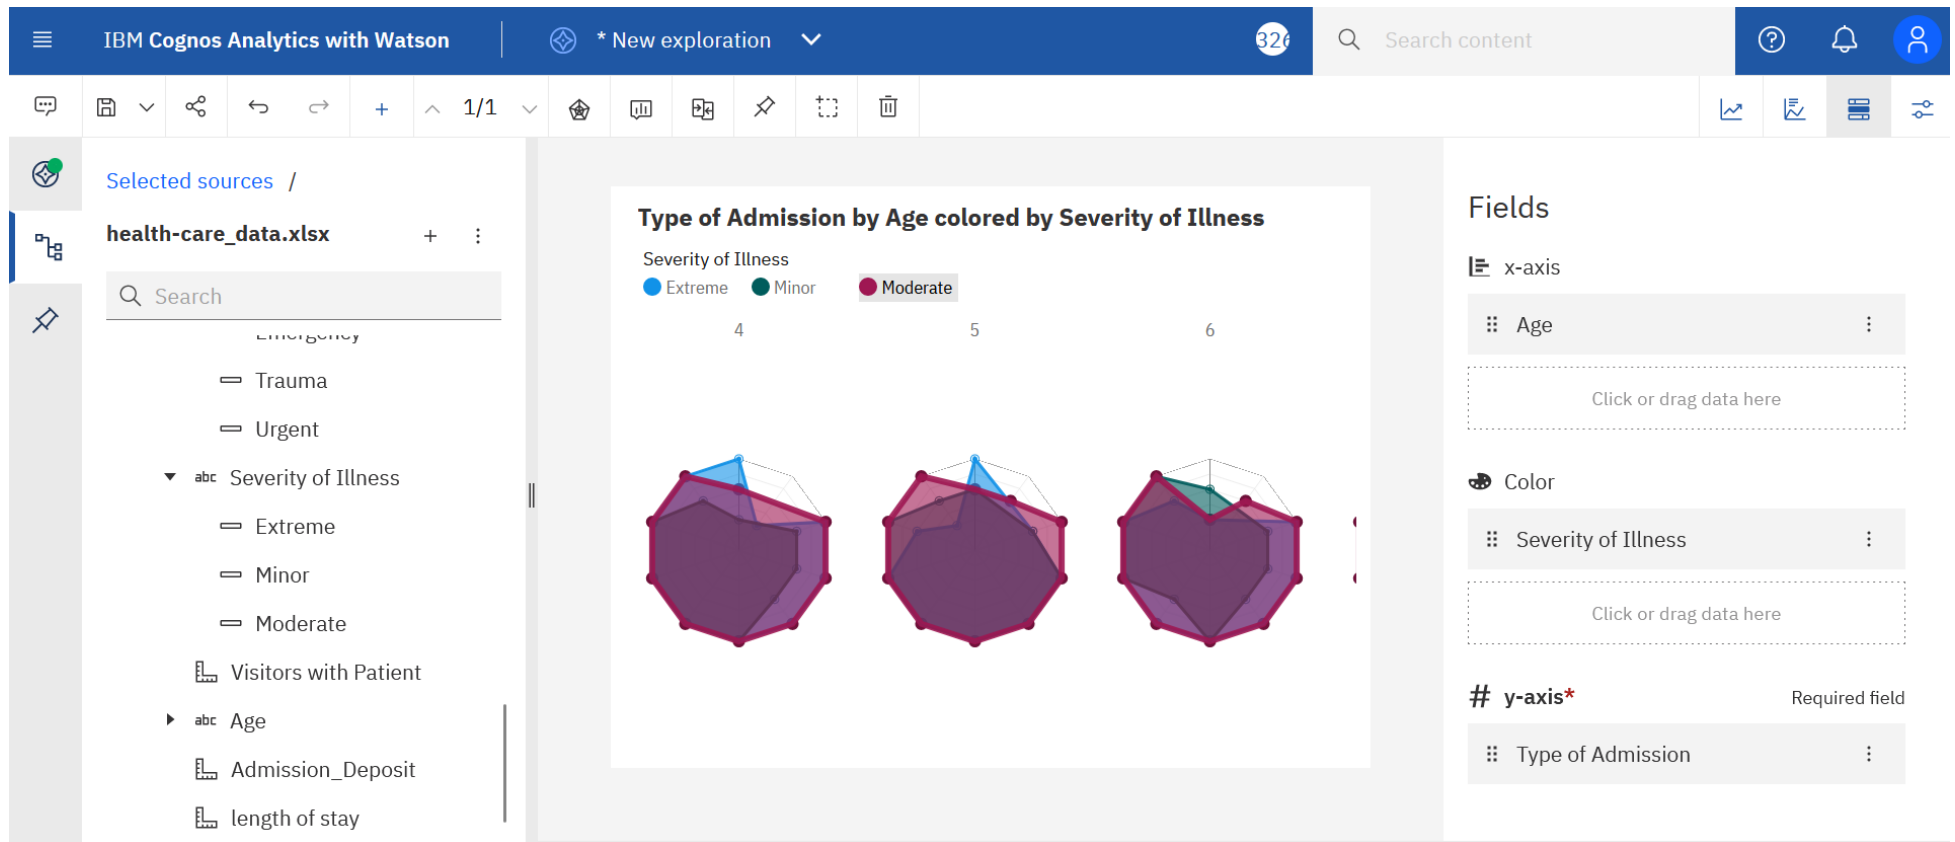 IBM Cognos Analytics with Watson
* New exploration
326
Search content
1/1
Selected sources /
health-care_data.xlsx
Search
Emergency
Trauma
Urgent
abc Severity of Illness
Extreme
Minor
Moderate
Visitors with Patient
abc Age
Admission_Deposit
length of stay
Type of Admission by Age colored by Severity of Illness
Severity of Illness
Extreme Minor Moderate
4 5 6
Fields
x-axis
Age
Click or drag data here
Color
Severity of Illness
Click or drag data here
# y-axis* Required field
Type of Admission